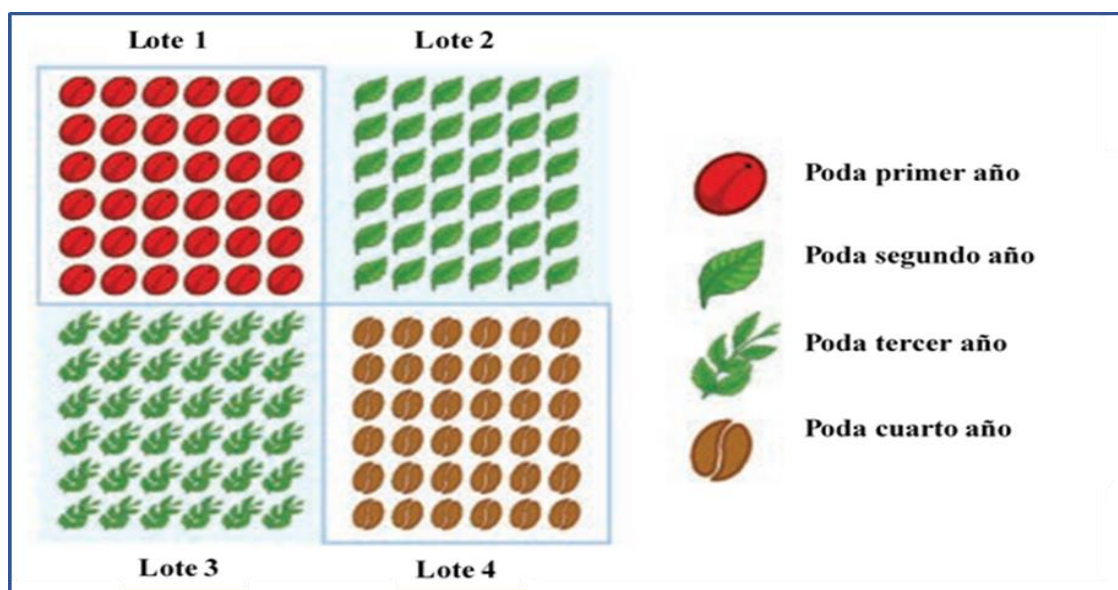 Lote 1
Lote 2
Poda primer año
Poda segundo año
Poda tercer año
Poda cuarto año
Lote 3
Lote 4